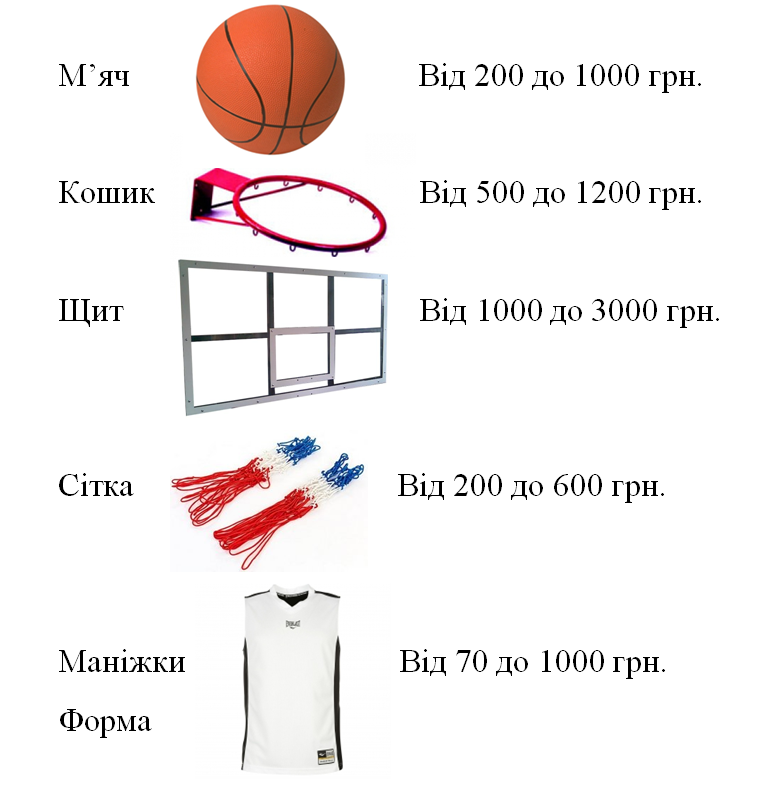 М’яч Від 200 до 1000 грн.
Кошик Від 500 до 1200 грн.
Щит Від 1000 до 3000 грн.
Сітка Від 200 до 600 грн.
EVERLAST
Маніжки Від 70 до 1000 грн.
Форма